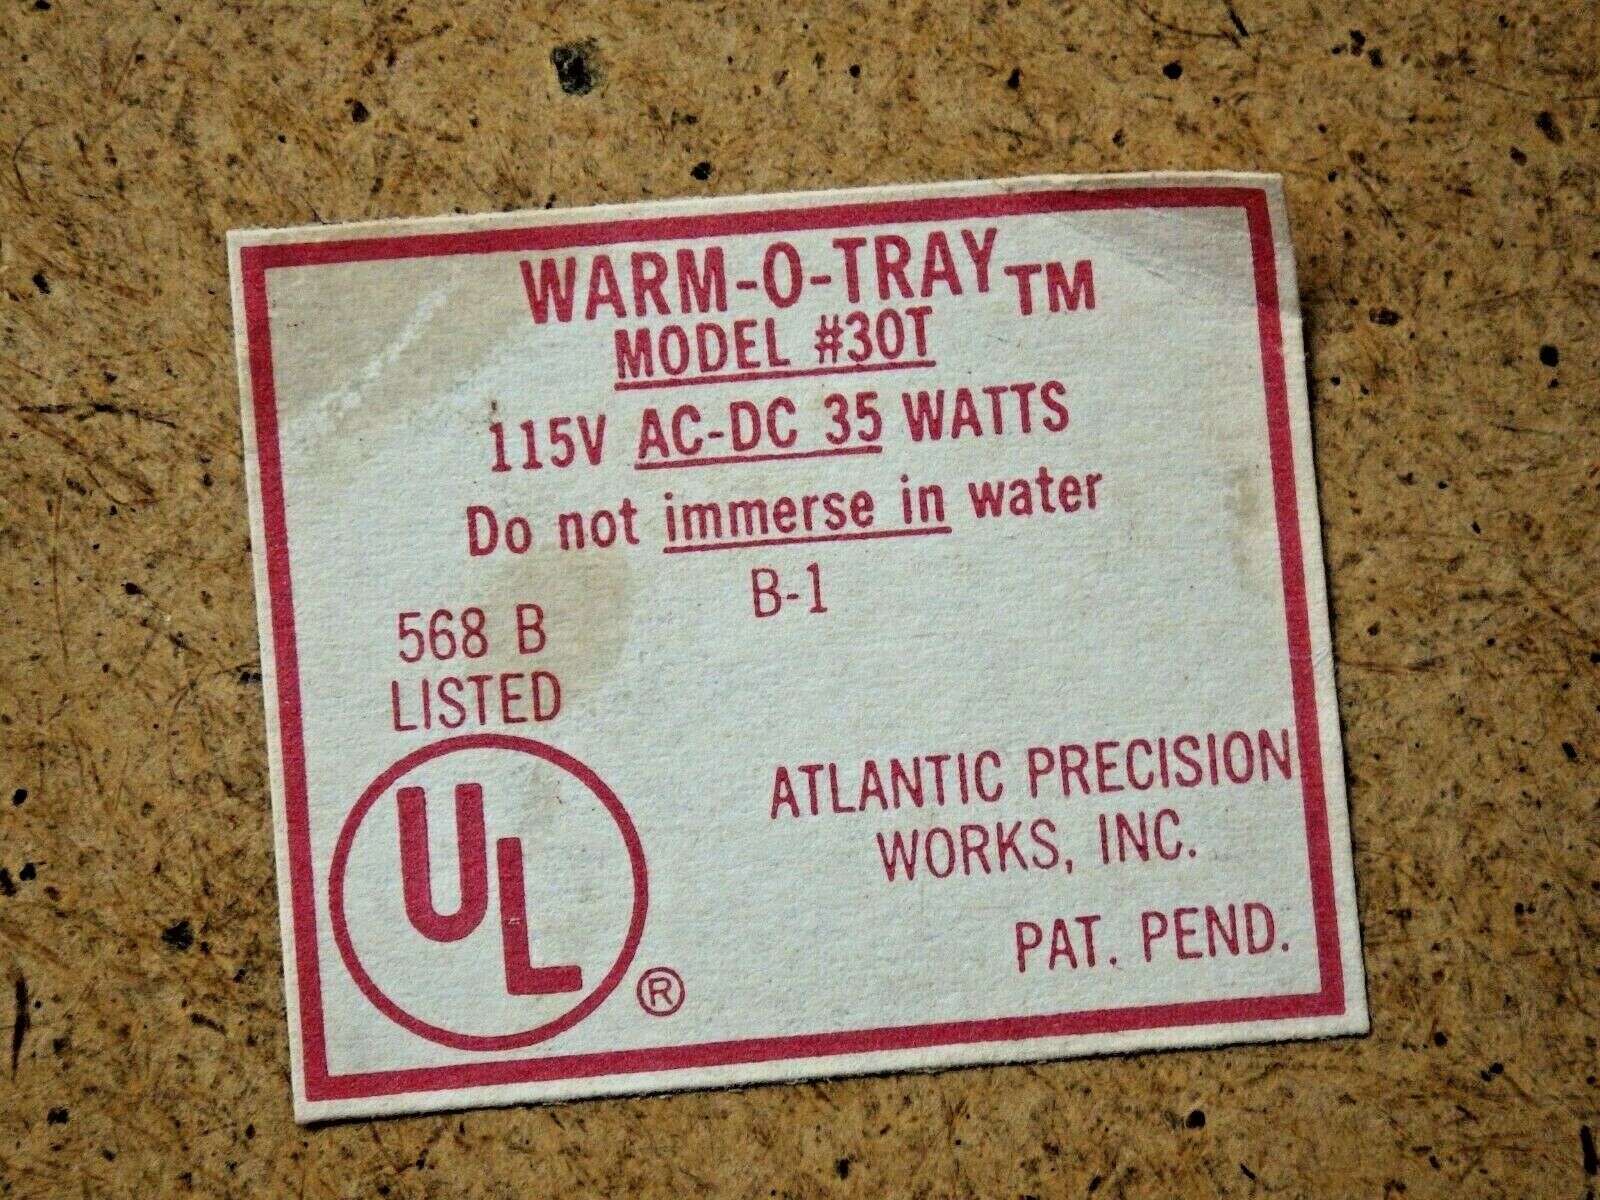 WARM-O-TRAY TM
MODEL #30T
115V AC-DC 35 WATTS
Do not immerse in water
B-1
568 B
LISTED
UL ®
ATLANTIC PRECISION
WORKS, INC.
PAT. PEND.